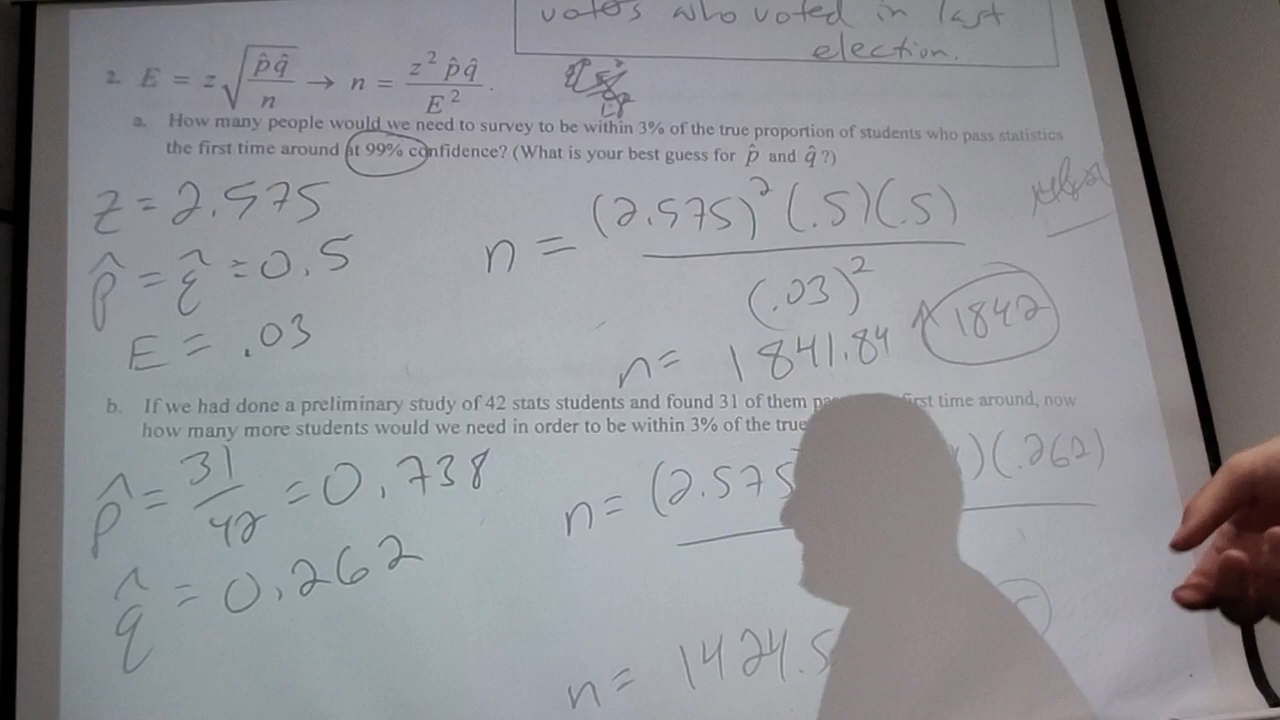 votes who voted in last
election.
2. E = z√(p̂q̂/n) → n = z² p̂q̂ / E² .
a. How many people would we need to survey to be within 3% of the true proportion of students who pass statistics
the first time around at 99% confidence? (What is your best guess for p̂ and q̂ ?)
z = 2.575
p̂ = q̂ = 0.5
E = .03
n = (2.575)² (.5)(.5) / (.03)²
n = 1841.84
1842
b. If we had done a preliminary study of 42 stats students and found 31 of them first time around, now
how many more students would we need in order to be within 3% of the true
p̂ = 31/42 = 0.738
q̂ = 0.262
n = (2.575 )(.262)
n = 1424.5